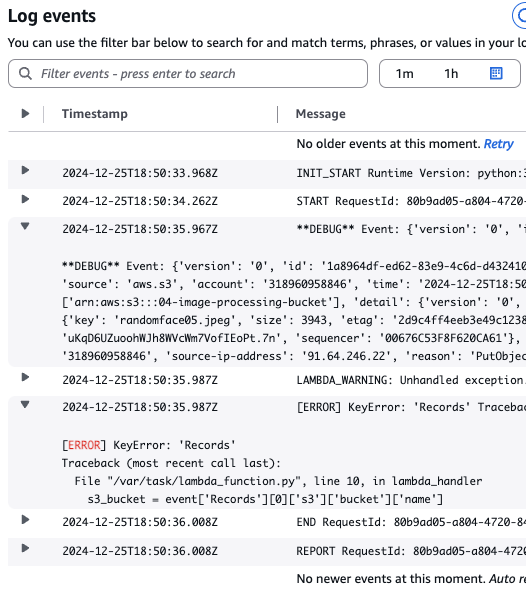 Log events
You can use the filter bar below to search for and match terms, phrases, or values in your
Filter events - press enter to search
1m 1h
Timestamp Message
No older events at this moment. Retry
2024-12-25T18:50:33.968Z INIT_START Runtime Version:
2024-12-25T18:50:34.262Z START RequestId: 80b9ad05-a804-4720-
2024-12-25T18:50:35.967Z **DEBUG** Event: {'version': '0',
**DEBUG** Event: {'version': '0', 'id': '1a8964df-ed62-83e9-4c6d-d432410
'source': 'aws.s3', 'account': '318960958846', 'time': '2024-12-25T18:50
['arn:aws:s3:::04-image-processing-bucket'], 'detail': {'version': '0',
{'key': 'randomface05.jpeg', 'size': 3943, 'etag': '2d9c4ff4eeb3e49c1238
'uKqD6UZuoohWJh8WVcWm7VofIEoPt.7n', 'sequencer': '00676C53F8F620CA61'},
'318960958846', 'source-ip-address': '91.64.246.22', 'reason': 'PutObjec
2024-12-25T18:50:35.987Z LAMBDA_WARNING: Unhandled exception
2024-12-25T18:50:35.987Z [ERROR] KeyError: 'Records' Traceba
[ERROR] KeyError: 'Records'
Traceback (most recent call last):
File "/var/task/lambda_function.py", line 10, in lambda_handler
s3_bucket = event['Records'][0]['s3']['bucket']['name']
2024-12-25T18:50:36.008Z END RequestId: 80b9ad05-a804-4720-84
2024-12-25T18:50:36.008Z REPORT RequestId: 80b9ad05-a804-4720
No newer events at this moment. Auto re